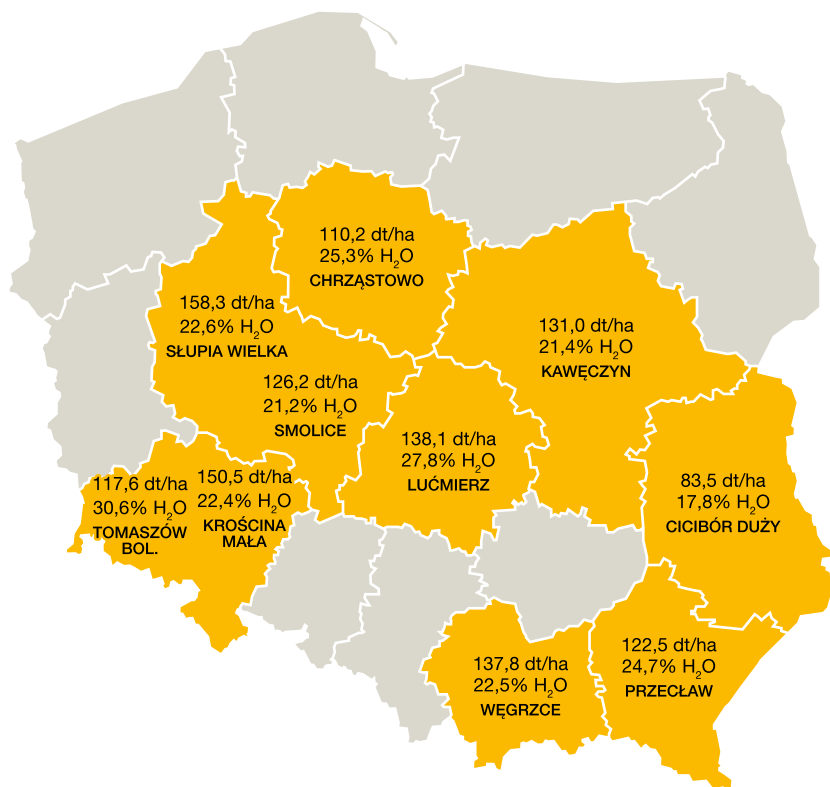 110,2 dt/ha
25,3% H₂O
CHRZĄSTOWO
158,3 dt/ha
22,6% H₂O
SŁUPIA WIELKA
131,0 dt/ha
21,4% H₂O
KAWĘCZYN
126,2 dt/ha
21,2% H₂O
SMOLICE
138,1 dt/ha
27,8% H₂O
LUĆMIERZ
117,6 dt/ha
30,6% H₂O
TOMASZÓW
BOL.
150,5 dt/ha
22,4% H₂O
KROŚCINA
MAŁA
83,5 dt/ha
17,8% H₂O
CICIBÓR DUŻY
137,8 dt/ha
22,5% H₂O
WĘGRZCE
122,5 dt/ha
24,7% H₂O
PRZECŁAW